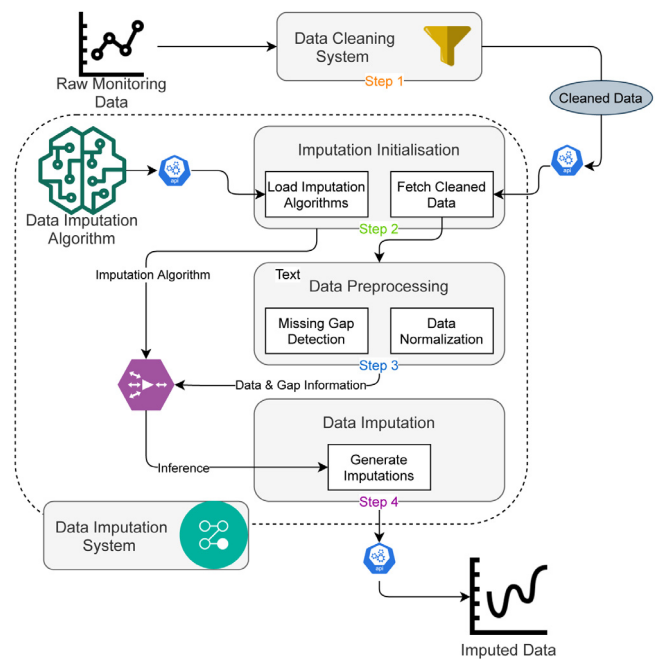 Raw Monitoring
Data
Data Cleaning
System
Step 1
Cleaned Data
api
Data Imputation
Algorithm
api
Imputation Initialisation
Load Imputation
Algorithms
Fetch Cleaned
Data
Step 2
Imputation Algorithm
Text
Data Preprocessing
Missing Gap
Detection
Data
Normalization
Step 3
Data & Gap Information
Data Imputation
Generate
Imputations
Inference
Step 4
Data Imputation
System
api
Imputed Data